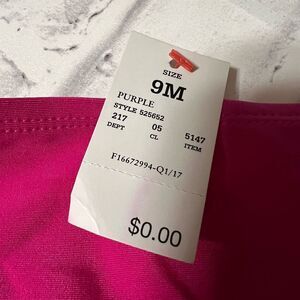 SIZE
9M
PURPLE
STYLE 525652
217 05 5147
DEPT CL ITEM
F16672994-Q1/17
$0.00